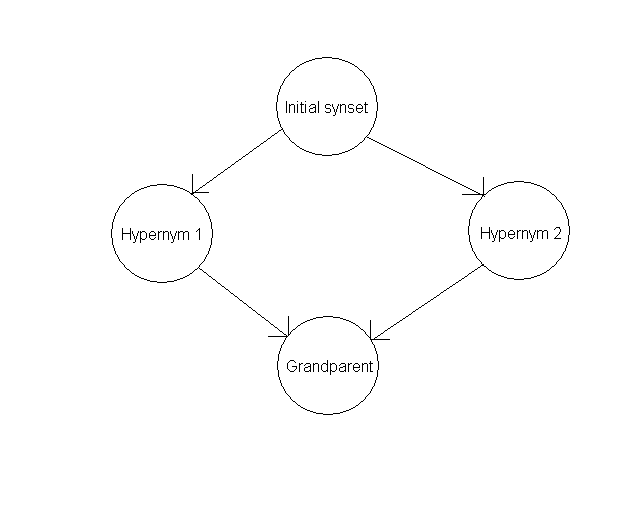 Initial synset
Hypernym 1
Hypernym 2
Grandparent